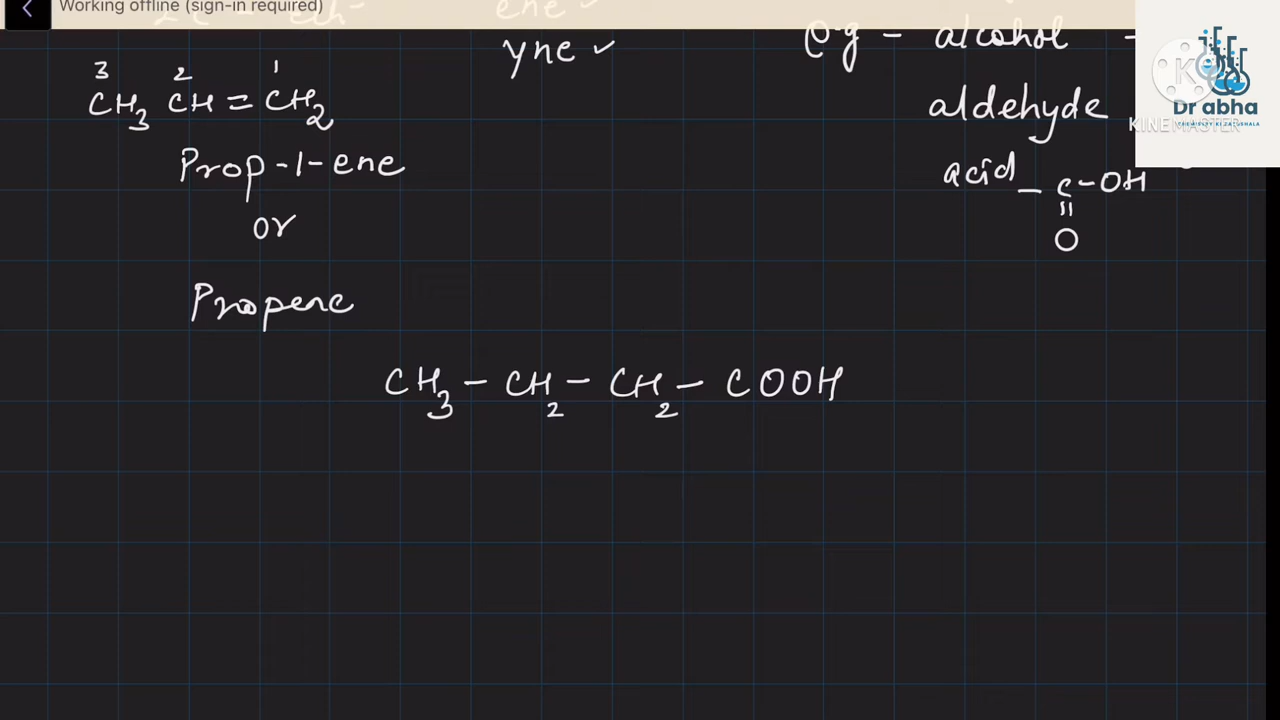 Working offline (sign-in required)
ene
yne ✓
e.g – alcohol –
aldehyde
acid – C – OH
||
O
3 2 1
CH₃ CH = CH₂
Prop-1-ene
or
Propene
CH₃ – CH₂ – CH₂ – COOH
K
Dr abha
KINEMASTER